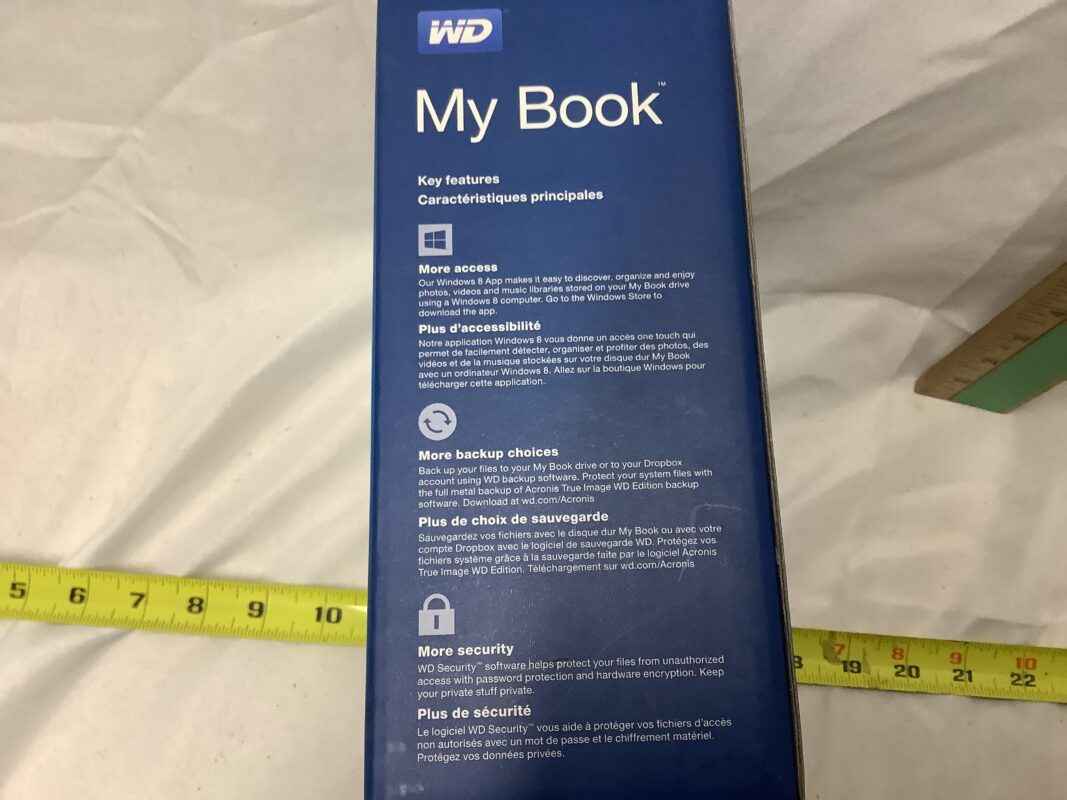 WD
My Book™
Key features
Caractéristiques principales
More access
Our Windows 8 App makes it easy to discover, organize and enjoy
photos, videos and music libraries stored on your My Book drive
using a Windows 8 computer. Go to the Windows Store to
download the app.
Plus d'accessibilité
Notre application Windows 8 vous donne un accès one touch qui
permet de facilement détecter, organiser et profiter des photos, des
vidéos et de la musique stockées sur votre disque dur My Book
avec un ordinateur Windows 8. Allez sur la boutique Windows pour
télécharger cette application.
More backup choices
Back up your files to your My Book drive or to your Dropbox
account using WD backup software. Protect your system files with
the full metal backup of Acronis True Image WD Edition backup
software. Download at wd.com/Acronis
Plus de choix de sauvegarde
Sauvegardez vos fichiers avec le disque dur My Book ou avec votre
compte Dropbox avec le logiciel de sauvegarde WD. Protégez vos
fichiers système grâce à la sauvegarde faite par le logiciel Acronis
True Image WD Edition. Téléchargement sur wd.com/Acronis
More security
WD Security™ software helps protect your files from unauthorized
access with password protection and hardware encryption. Keep
your private stuff private.
Plus de sécurité
Le logiciel WD Security™ vous aide à protéger vos fichiers d'accès
non autorisés avec un mot de passe et le chiffrement matériel.
Protégez vos données privées.
5 6 7 8 9 10
7 8 9 10
19 20 21 22